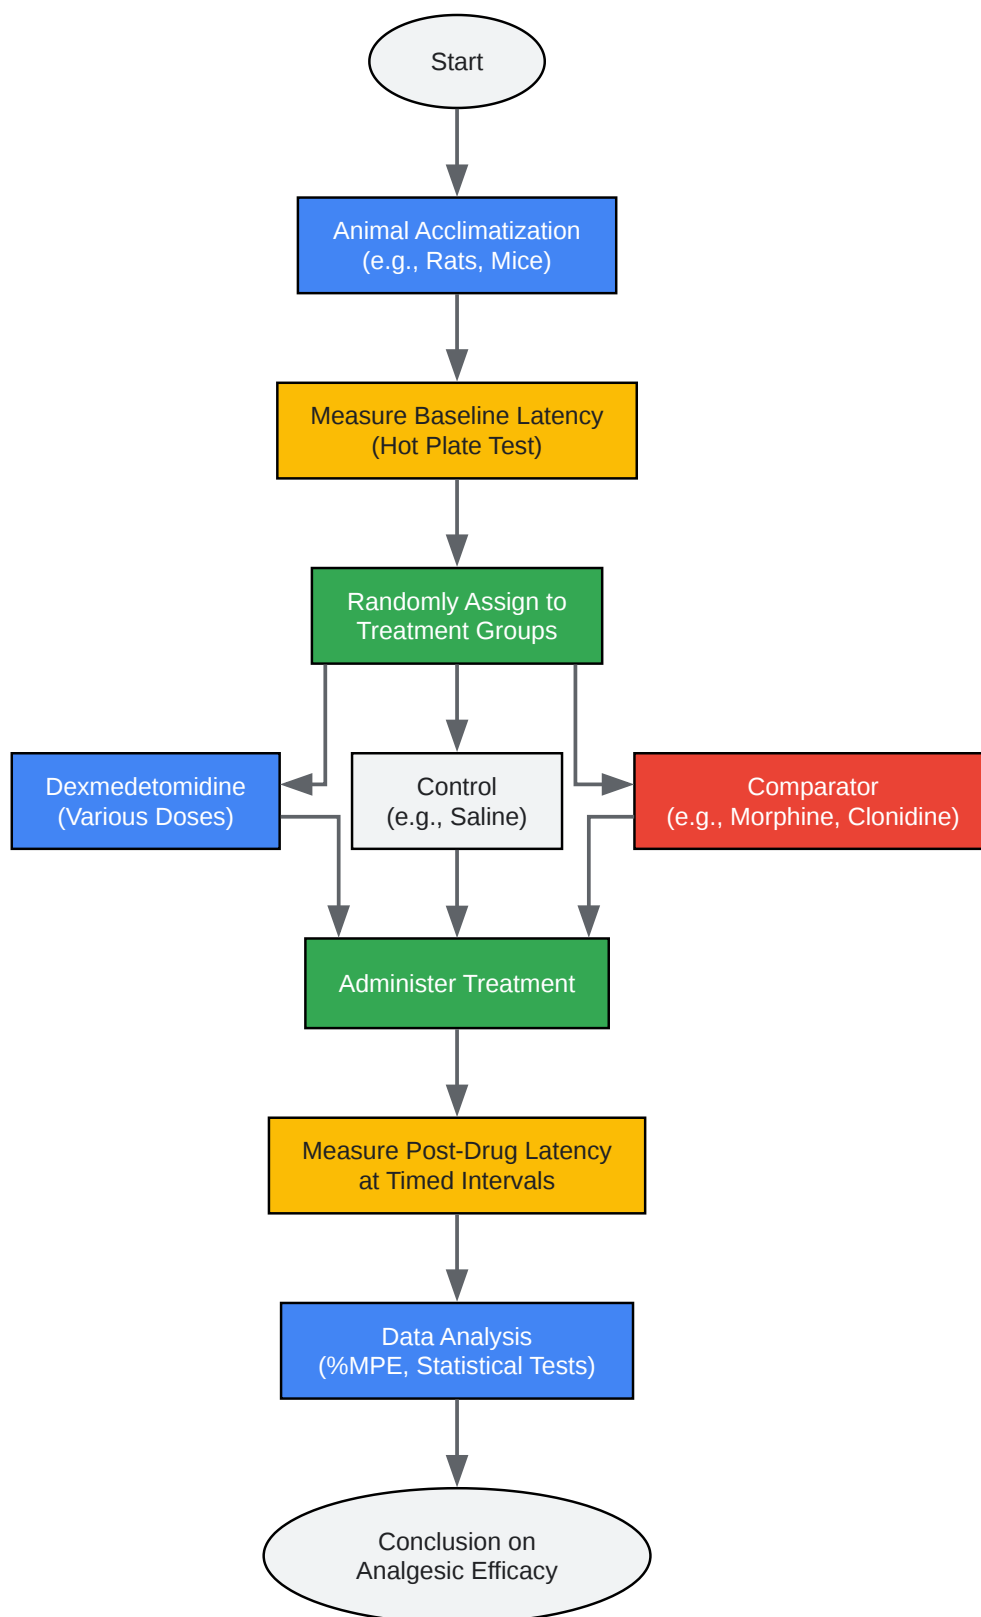 Start
Animal Acclimatization
(e.g., Rats, Mice)
Measure Baseline Latency
(Hot Plate Test)
Randomly Assign to
Treatment Groups
Dexmedetomidine
(Various Doses)
Control
(e.g., Saline)
Comparator
(e.g., Morphine, Clonidine)
Administer Treatment
Measure Post-Drug Latency
at Timed Intervals
Data Analysis
(%MPE, Statistical Tests)
Conclusion on
Analgesic Efficacy